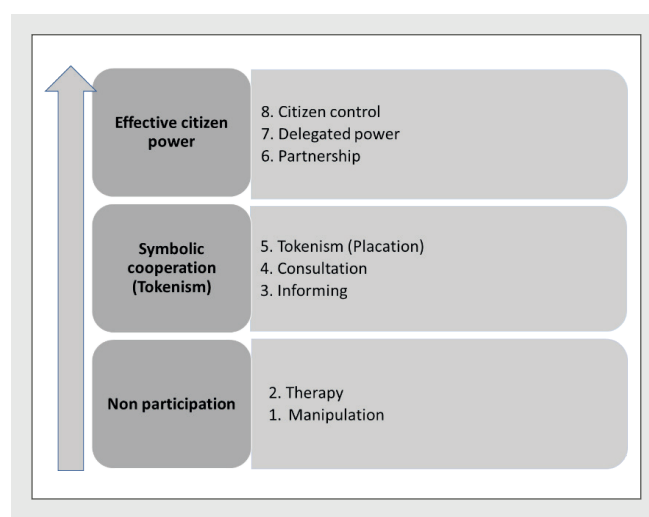 Effective citizen
power
8. Citizen control
7. Delegated power
6. Partnership
Symbolic
cooperation
(Tokenism)
5. Tokenism (Placation)
4. Consultation
3. Informing
Non participation
2. Therapy
1. Manipulation